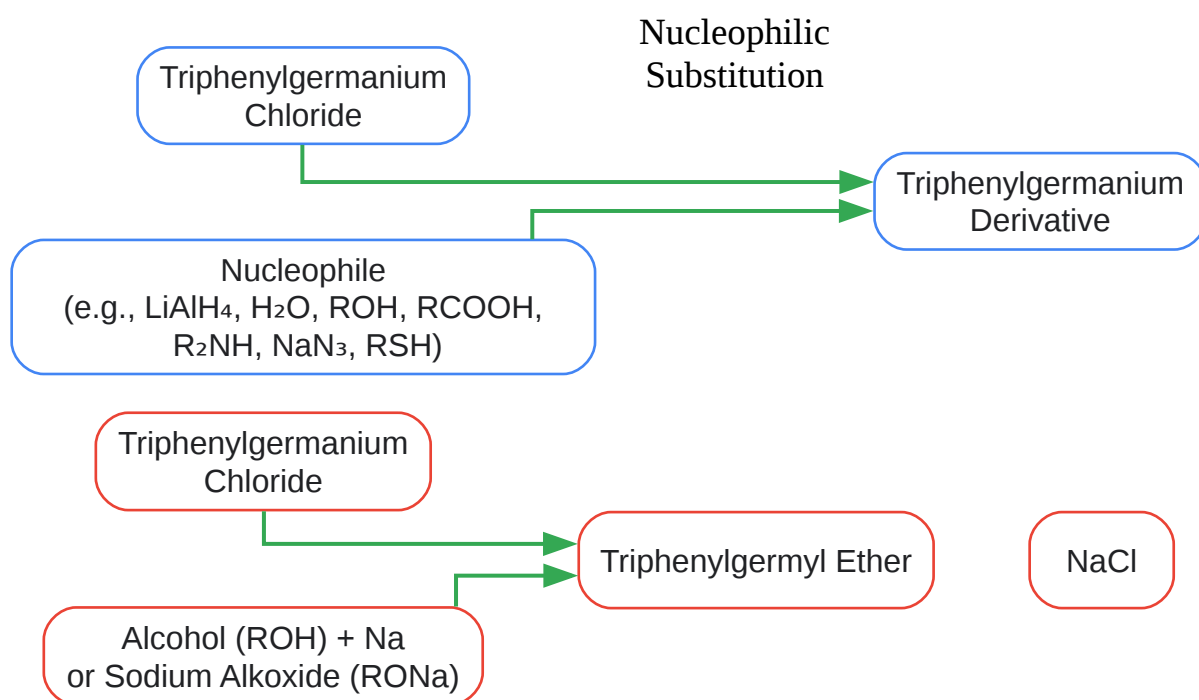 Nucleophilic
Substitution
Triphenylgermanium
Chloride
Triphenylgermanium
Derivative
Nucleophile
(e.g., LiAlH₄, H₂O, ROH, RCOOH,
R₂NH, NaN₃, RSH)
Triphenylgermanium
Chloride
Triphenylgermyl Ether
NaCl
Alcohol (ROH) + Na
or Sodium Alkoxide (RONa)